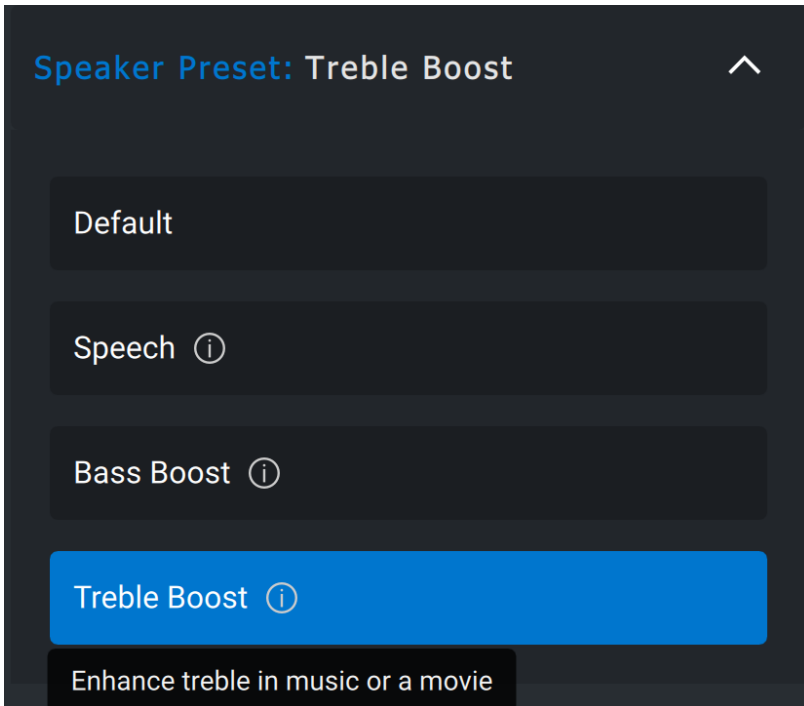 Speaker Preset: Treble Boost
Default
Speech
Bass Boost
Treble Boost
Enhance treble in music or a movie